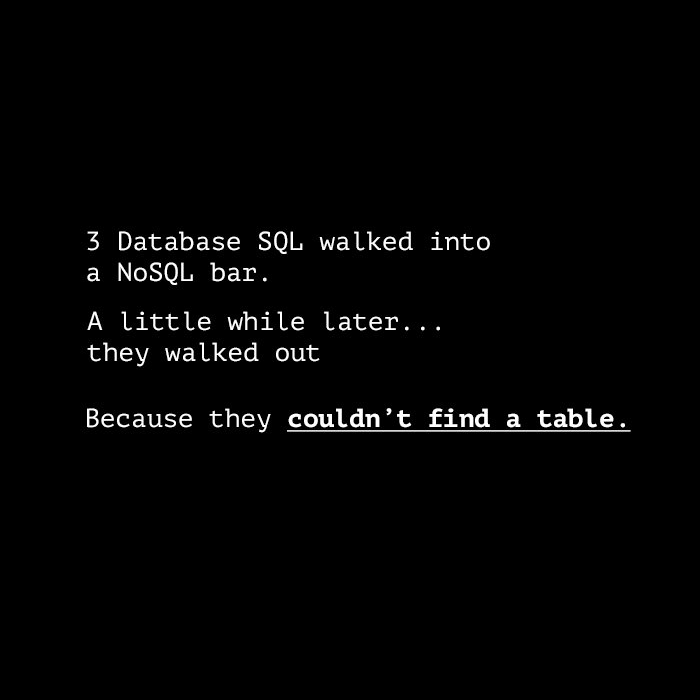 3 Database SQL walked into
a NoSQL bar.
A little while later...
they walked out
Because they couldn’t find a table.